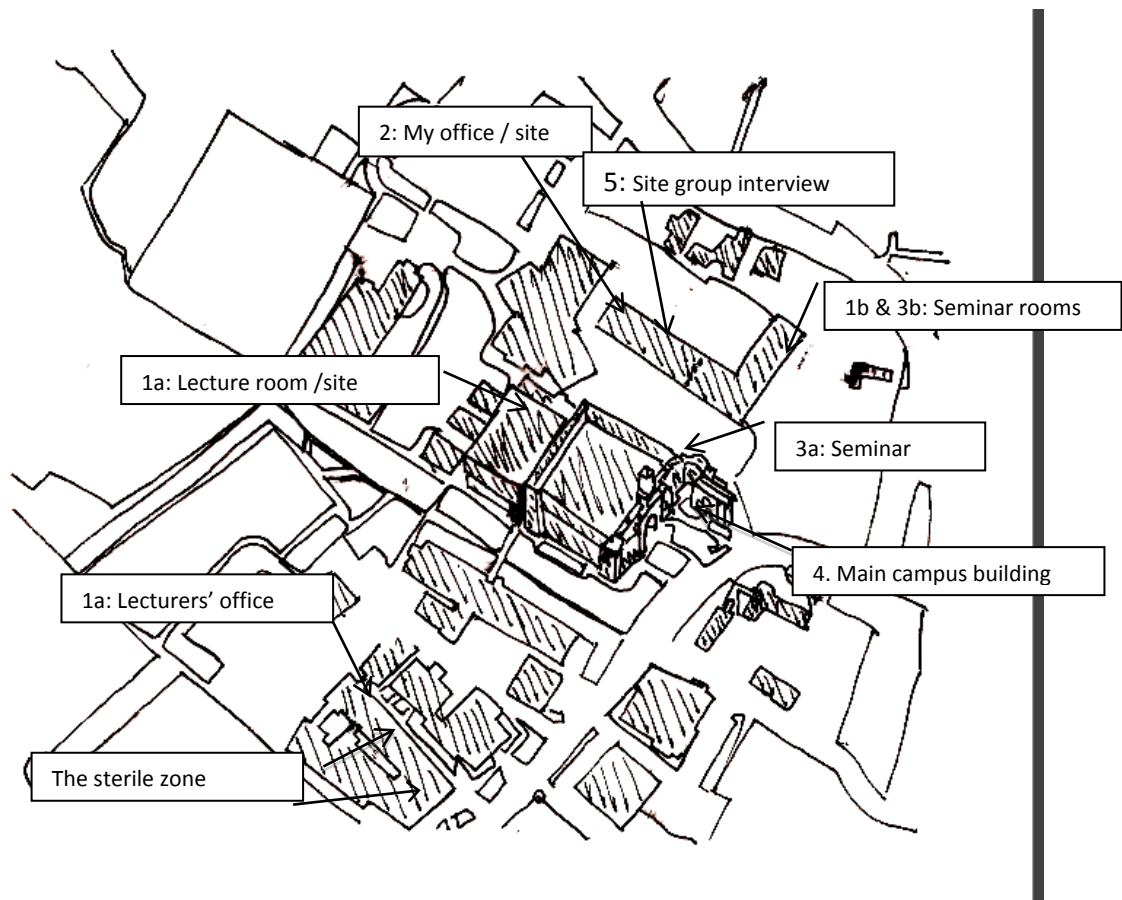 2: My office / site
5: Site group interview
1b & 3b: Seminar rooms
1a: Lecture room /site
3a: Seminar
4. Main campus building
1a: Lecturers’ office
The sterile zone